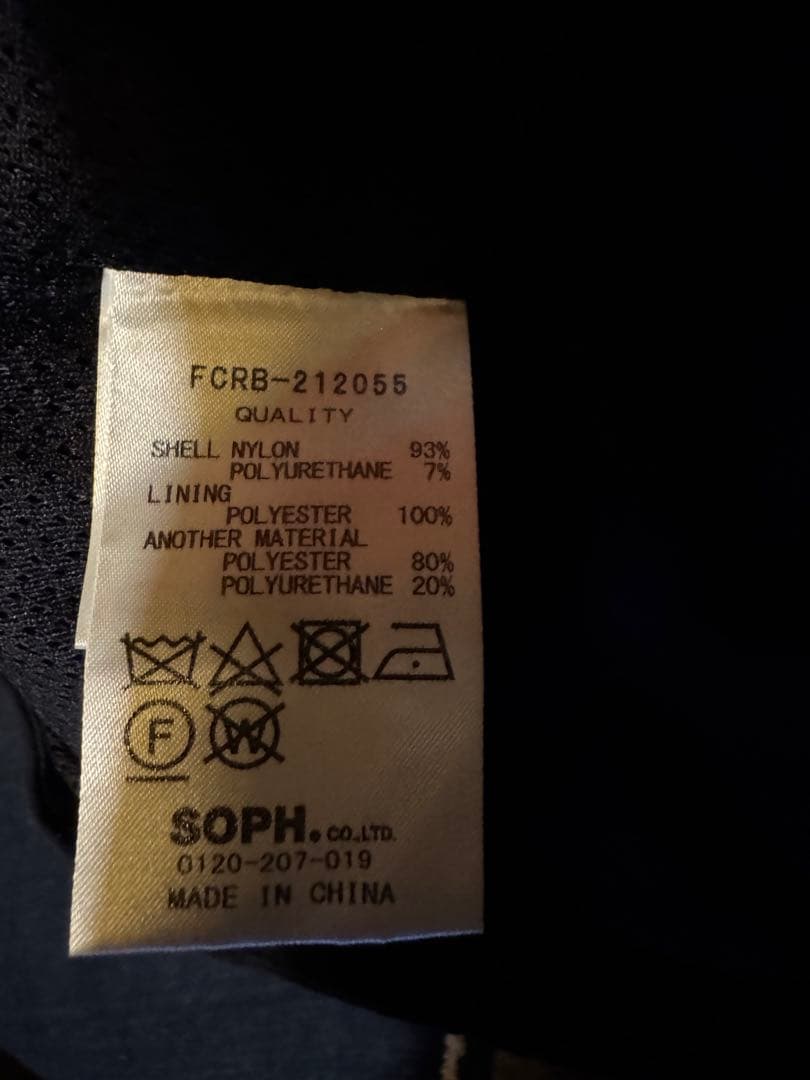 FCRB-212055
QUALITY
SHELL NYLON 93%
POLYURETHANE 7%
LINING
POLYESTER 100%
ANOTHER MATERIAL
POLYESTER 80%
POLYURETHANE 20%
F W
SOPH. CO.,LTD.
0120-207-019
MADE IN CHINA